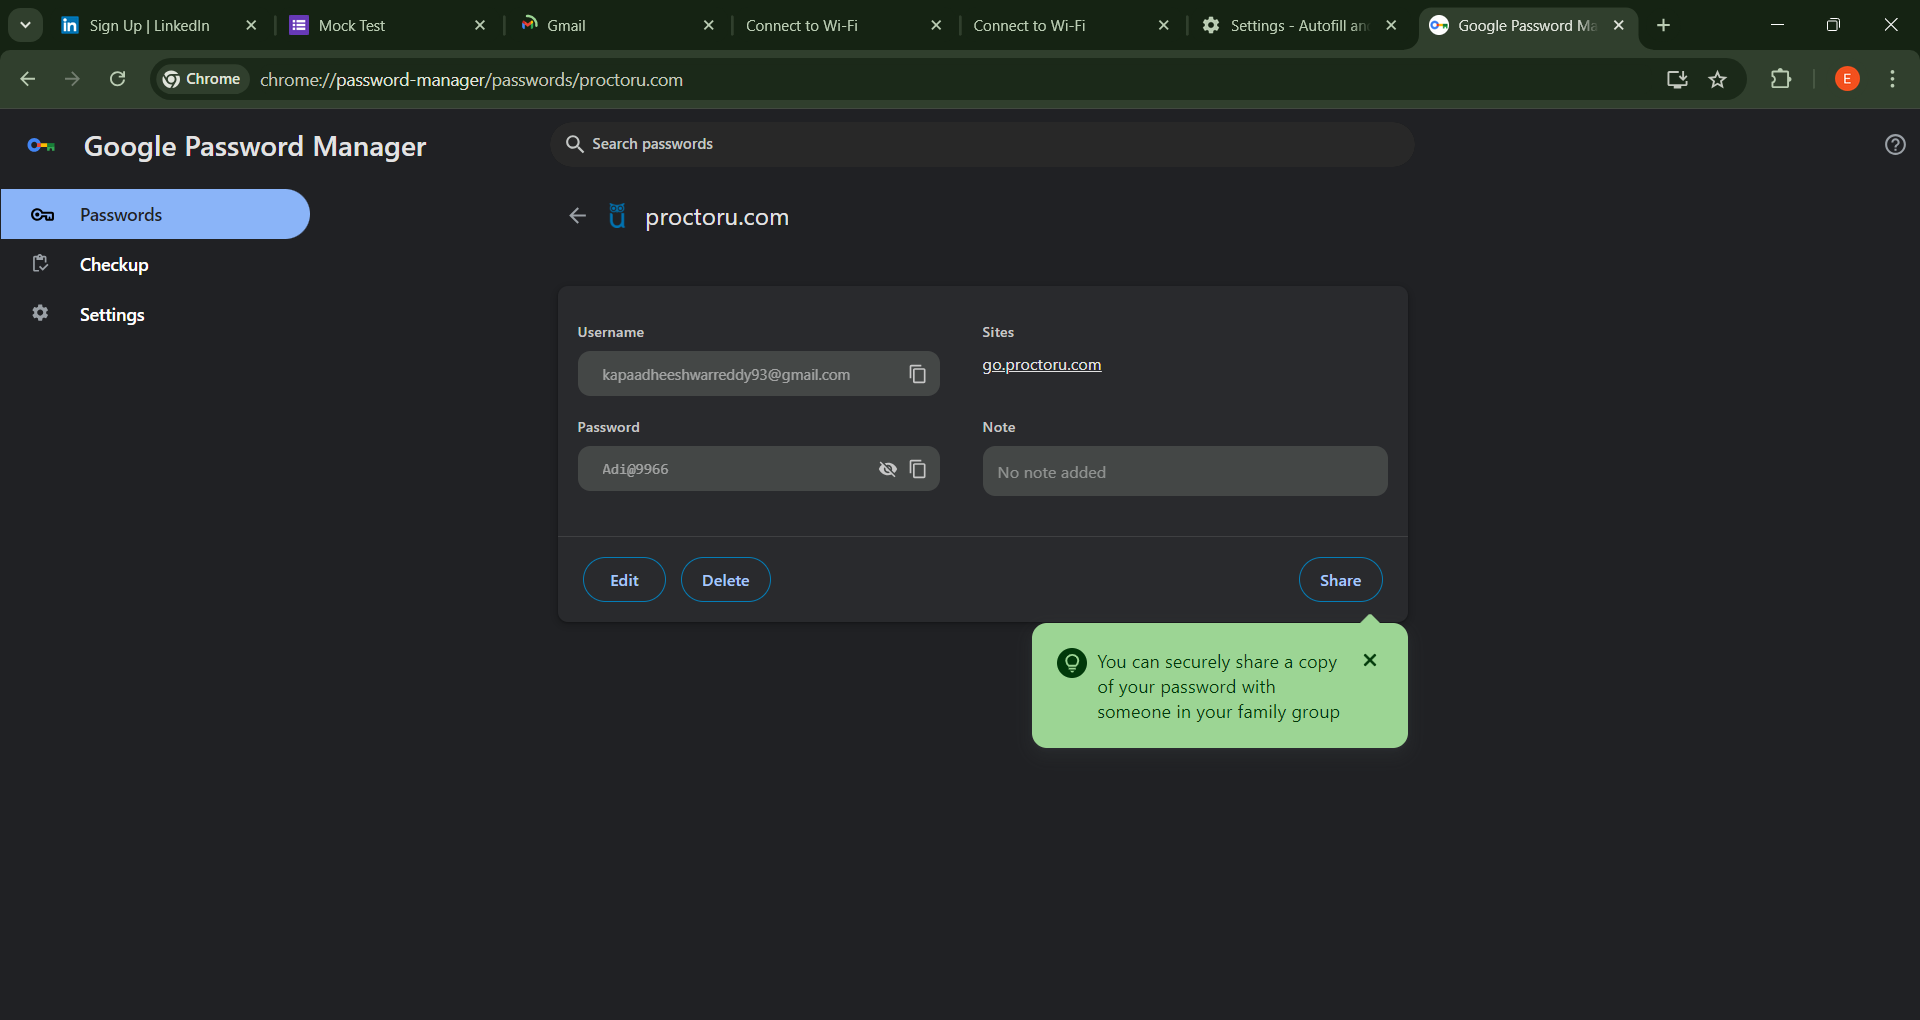 Sign Up | LinkedIn
Mock Test
Gmail
Connect to Wi-Fi
Connect to Wi-Fi
Settings - Autofill an
Google Password Ma
Chrome
chrome://password-manager/passwords/proctoru.com
E
Google Password Manager
Search passwords
Passwords
Checkup
Settings
proctoru.com
Username
kapaadheeshwarreddy93@gmail.com
Sites
go.proctoru.com
Password
Adi@9966
Note
No note added
Edit
Delete
Share
You can securely share a copy
of your password with
someone in your family group